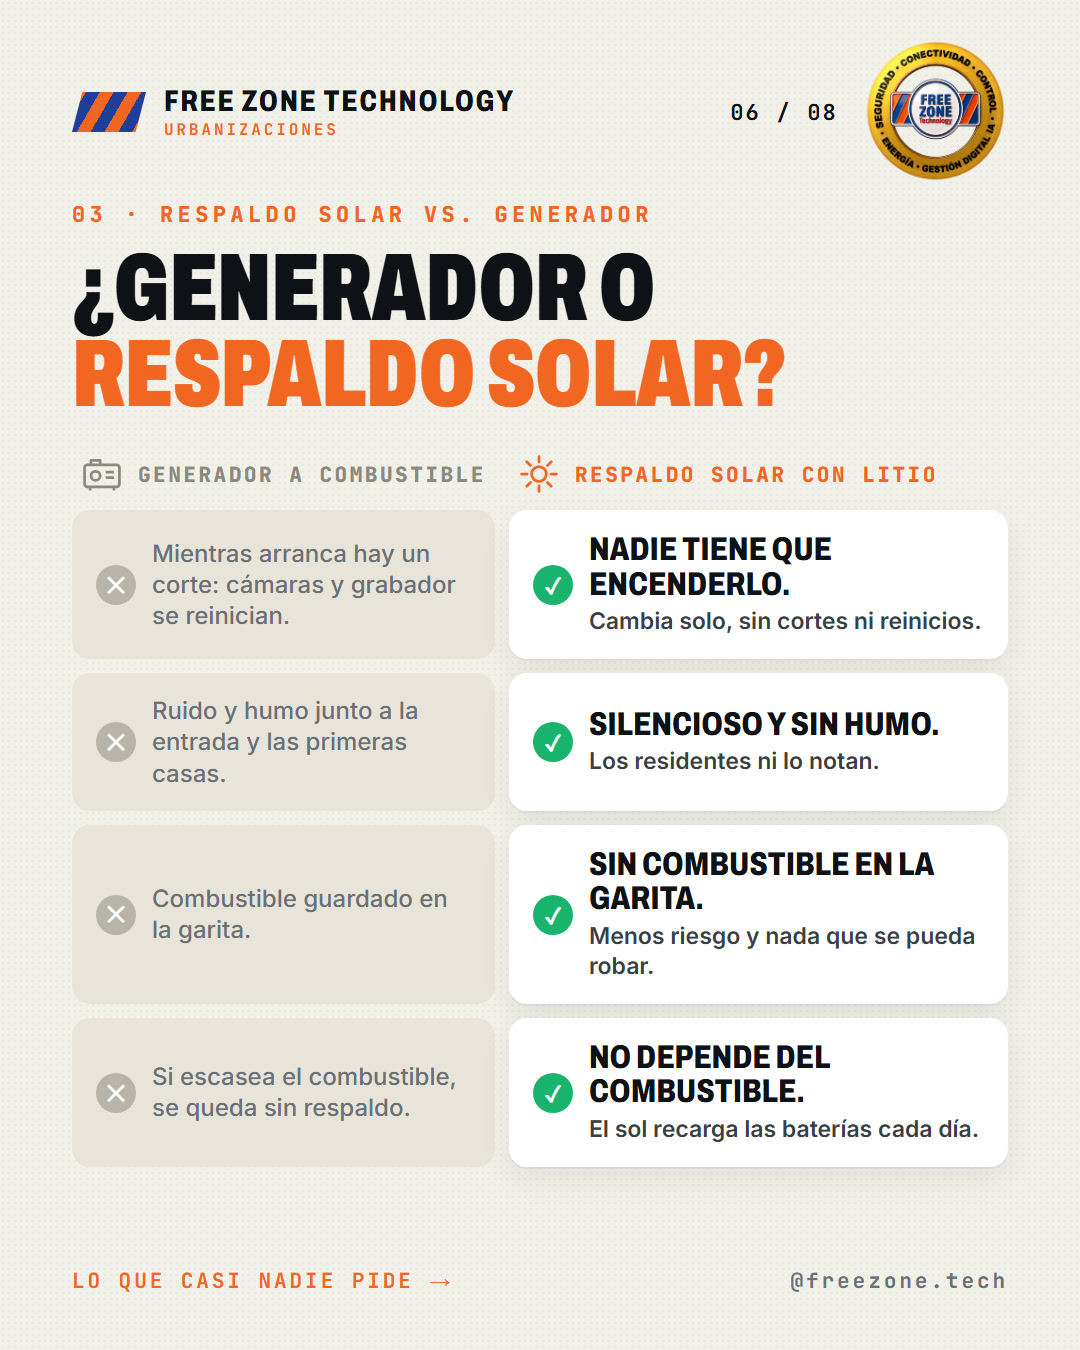 FREE ZONE TECHNOLOGY
URBANIZACIONES
06 / 08
SEGURIDAD • CONECTIVIDAD • CONTROL IA • GESTIÓN DIGITAL • ENERGÍA •
FREE
ZONE
Technology
03 · RESPALDO SOLAR VS. GENERADOR
¿GENERADOR O
RESPALDO SOLAR?
GENERADOR A COMBUSTIBLE
RESPALDO SOLAR CON LITIO
Mientras arranca hay un
corte: cámaras y grabador
se reinician.
NADIE TIENE QUE
ENCENDERLO.
Cambia solo, sin cortes ni reinicios.
Ruido y humo junto a la
entrada y las primeras
casas.
SILENCIOSO Y SIN HUMO.
Los residentes ni lo notan.
Combustible guardado en
la garita.
SIN COMBUSTIBLE EN LA
GARITA.
Menos riesgo y nada que se pueda
robar.
Si escasea el combustible,
se queda sin respaldo.
NO DEPENDE DEL
COMBUSTIBLE.
El sol recarga las baterías cada día.
LO QUE CASI NADIE PIDE →
@freezone.tech